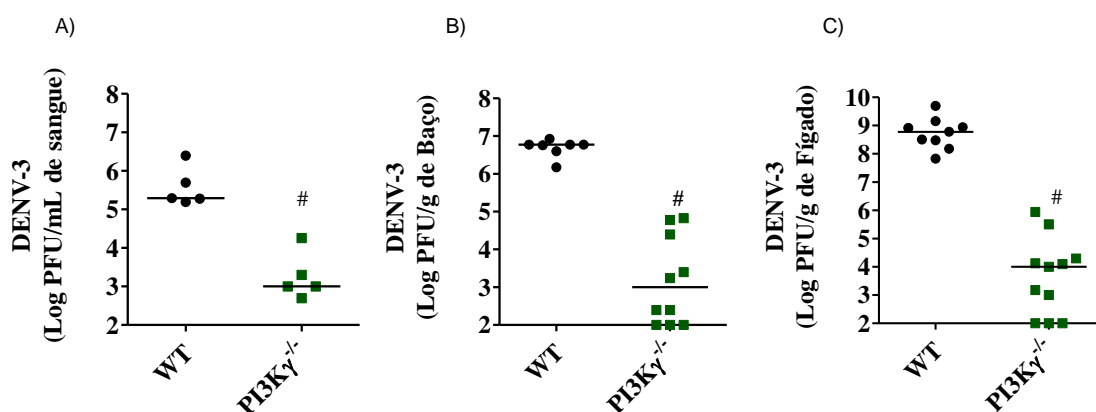 A)
DENV-3
(Log PFU/mL de sangue)
8
7
6
5
4
3
2
#
WT
PI3Kγ-/-
B)
DENV-3
(Log PFU/g de Baço)
8
7
6
5
4
3
2
#
WT
PI3Kγ-/-
C)
DENV-3
(Log PFU/g de Fígado)
10
9
8
7
6
5
4
3
2
#
WT
PI3Kγ-/-